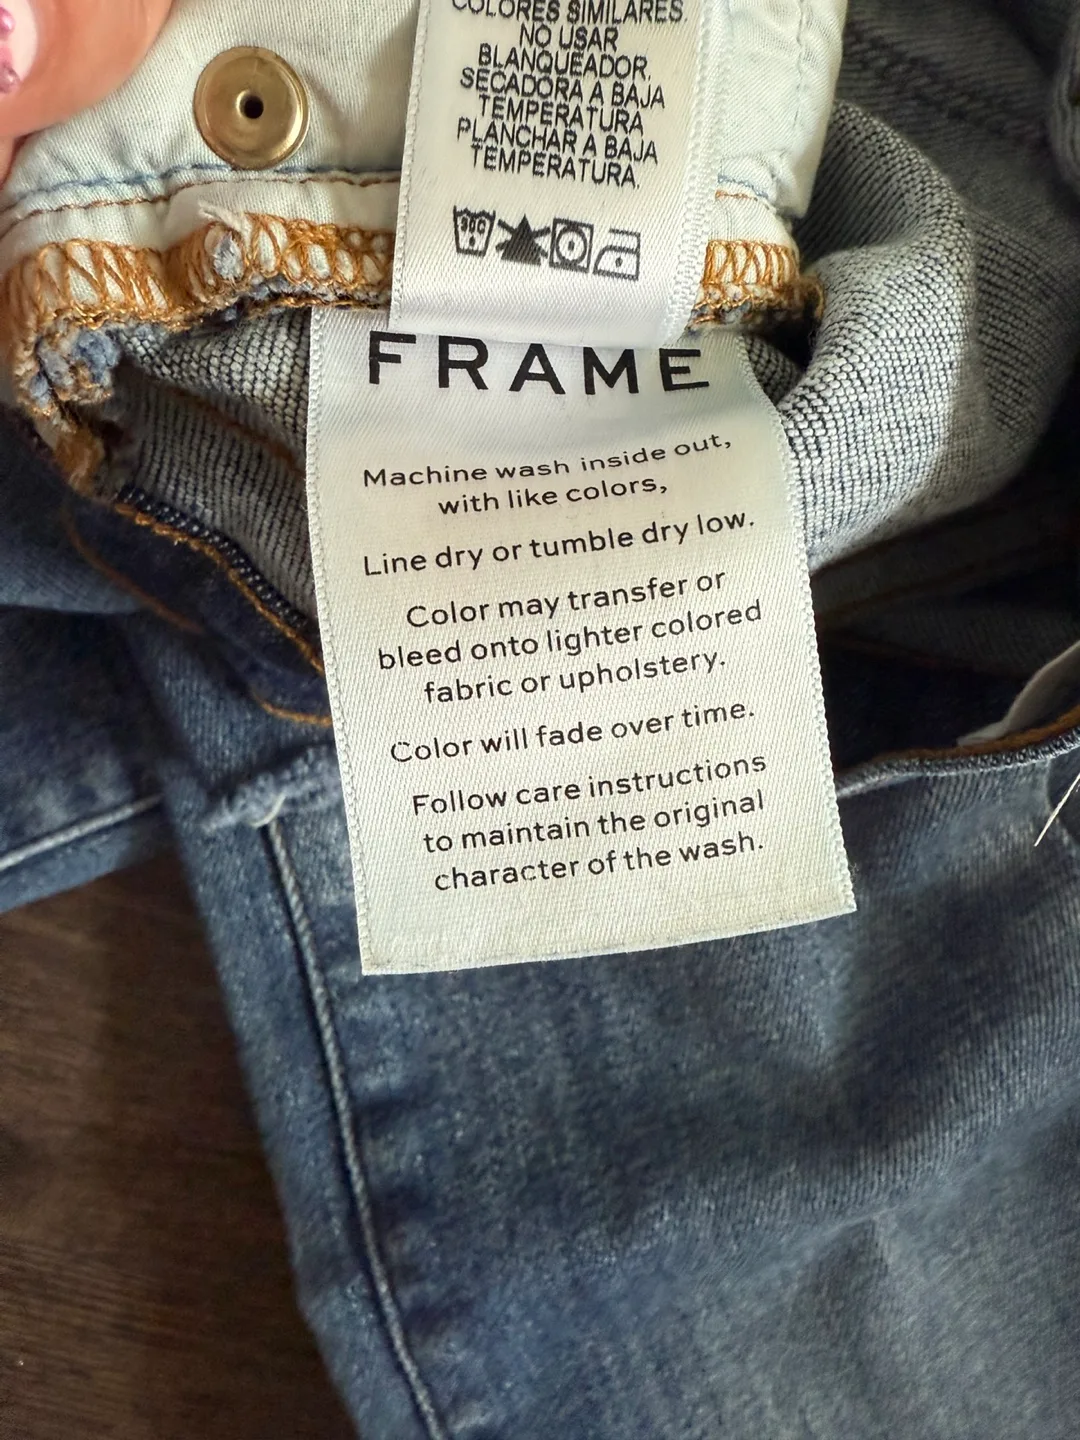 COLORES SIMILARES.
NO USAR
BLANQUEADOR.
SECADORA A BAJA
TEMPERATURA
PLANCHAR A BAJA
TEMPERATURA.
30C
FRAME
Machine wash inside out,
with like colors,
Line dry or tumble dry low.
Color may transfer or
bleed onto lighter colored
fabric or upholstery.
Color will fade over time.
Follow care instructions
to maintain the original
character of the wash.